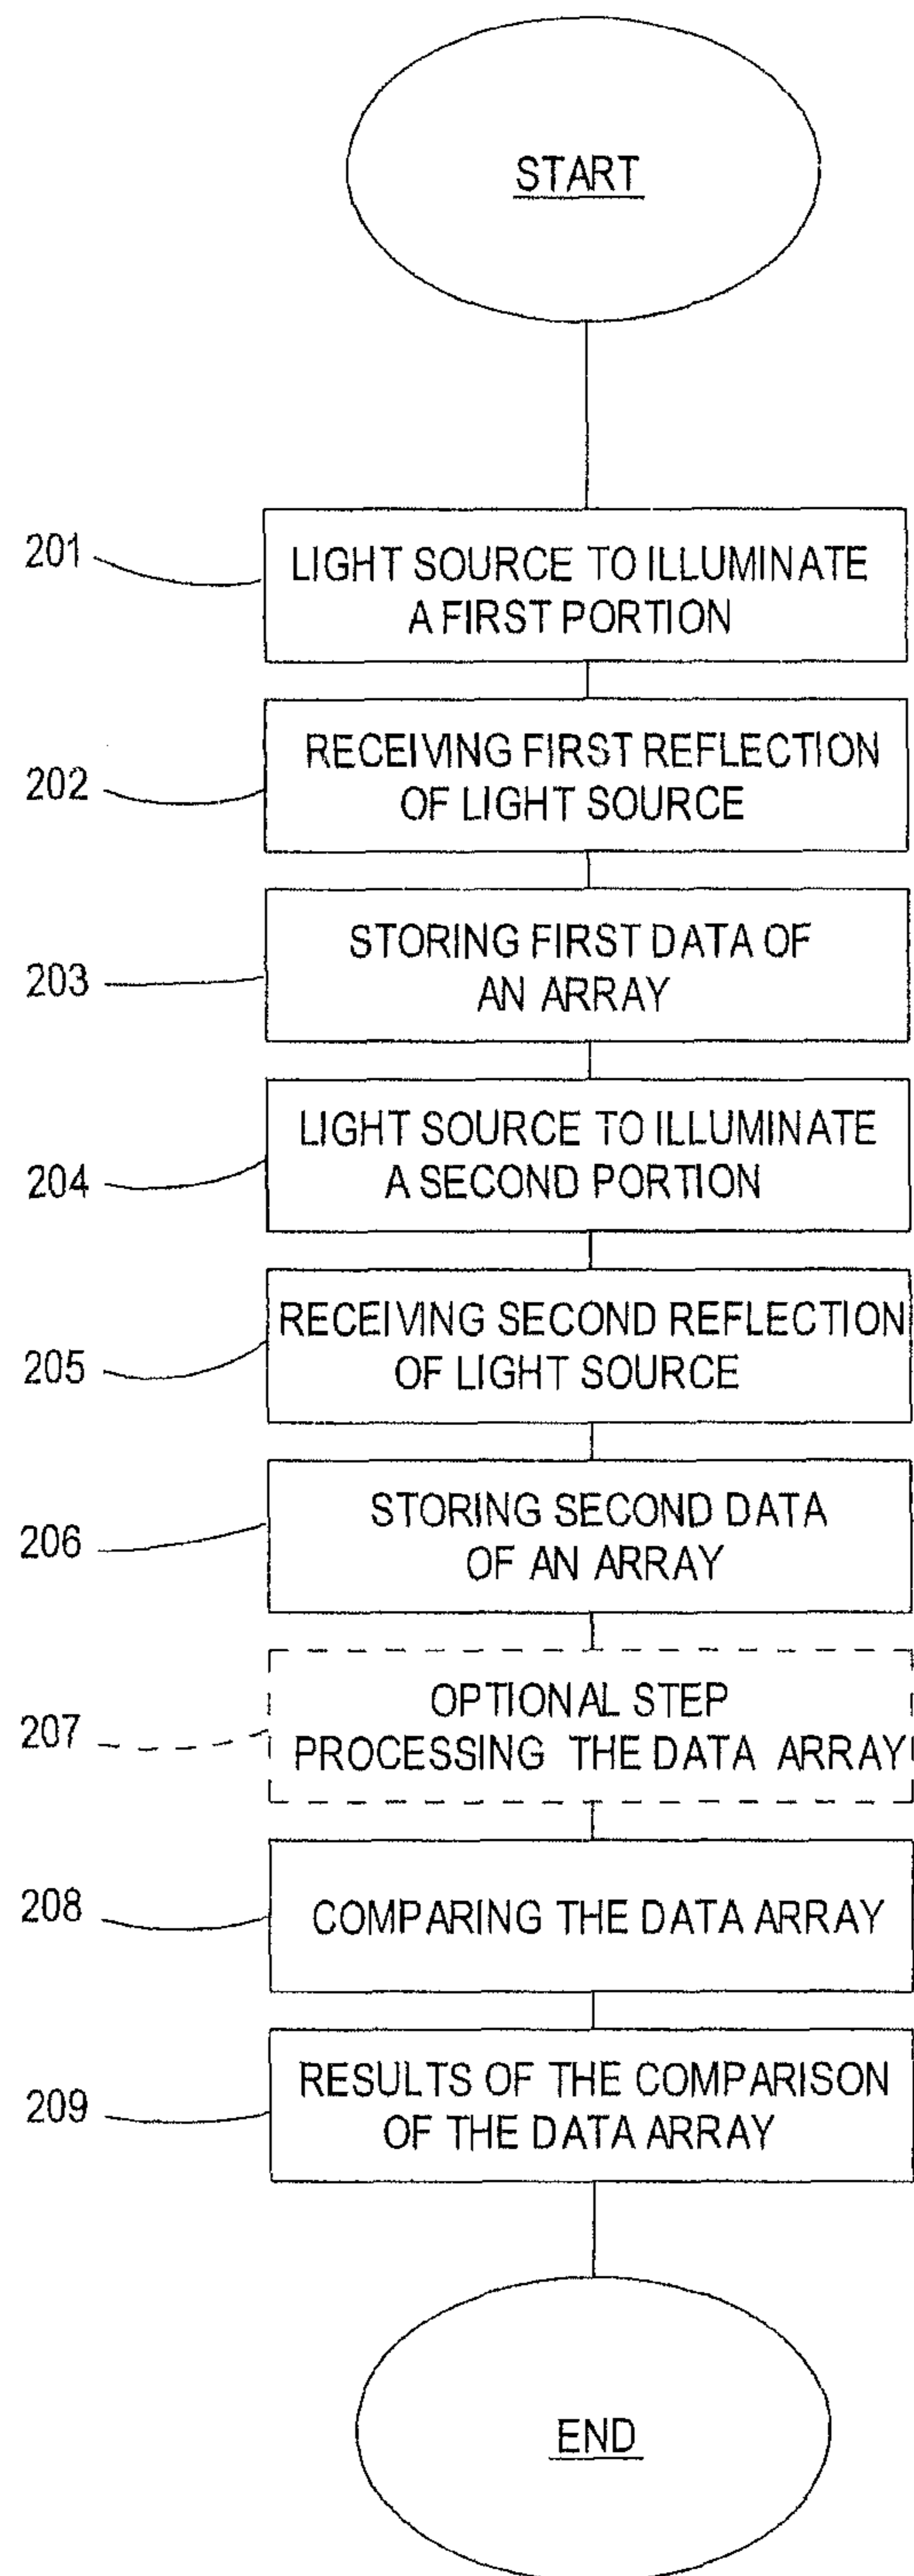 START
201
LIGHT SOURCE TO ILLUMINATE
A FIRST PORTION
202
RECEIVING FIRST REFLECTION
OF LIGHT SOURCE
203
STORING FIRST DATA OF
AN ARRAY
204
LIGHT SOURCE TO ILLUMINATE
A SECOND PORTION
205
RECEIVING SECOND REFLECTION
OF LIGHT SOURCE
206
STORING SECOND DATA
OF AN ARRAY
207
OPTIONAL STEP
PROCESSING THE DATA ARRAY
208
COMPARING THE DATA ARRAY
209
RESULTS OF THE COMPARISON
OF THE DATA ARRAY
END